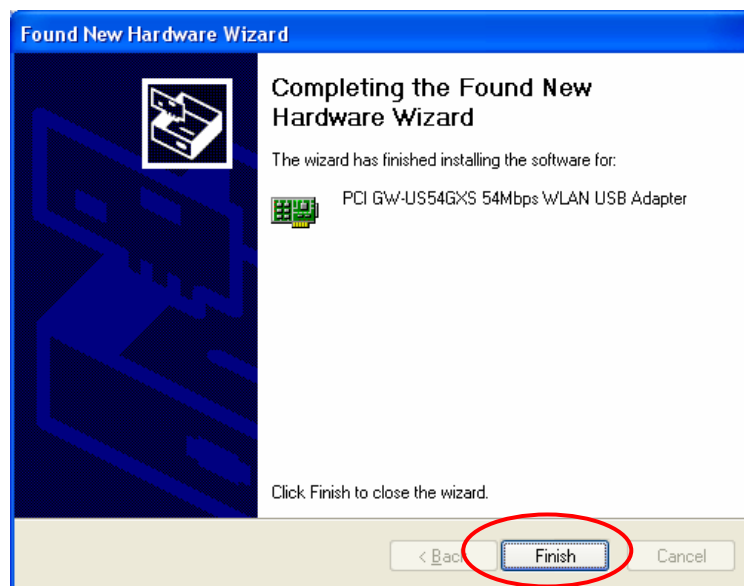 Found New Hardware Wizard
Completing the Found New
Hardware Wizard
The wizard has finished installing the software for:
PCI GW-US54GXS 54Mbps WLAN USB Adapter
Click Finish to close the wizard.
< Back Finish Cancel